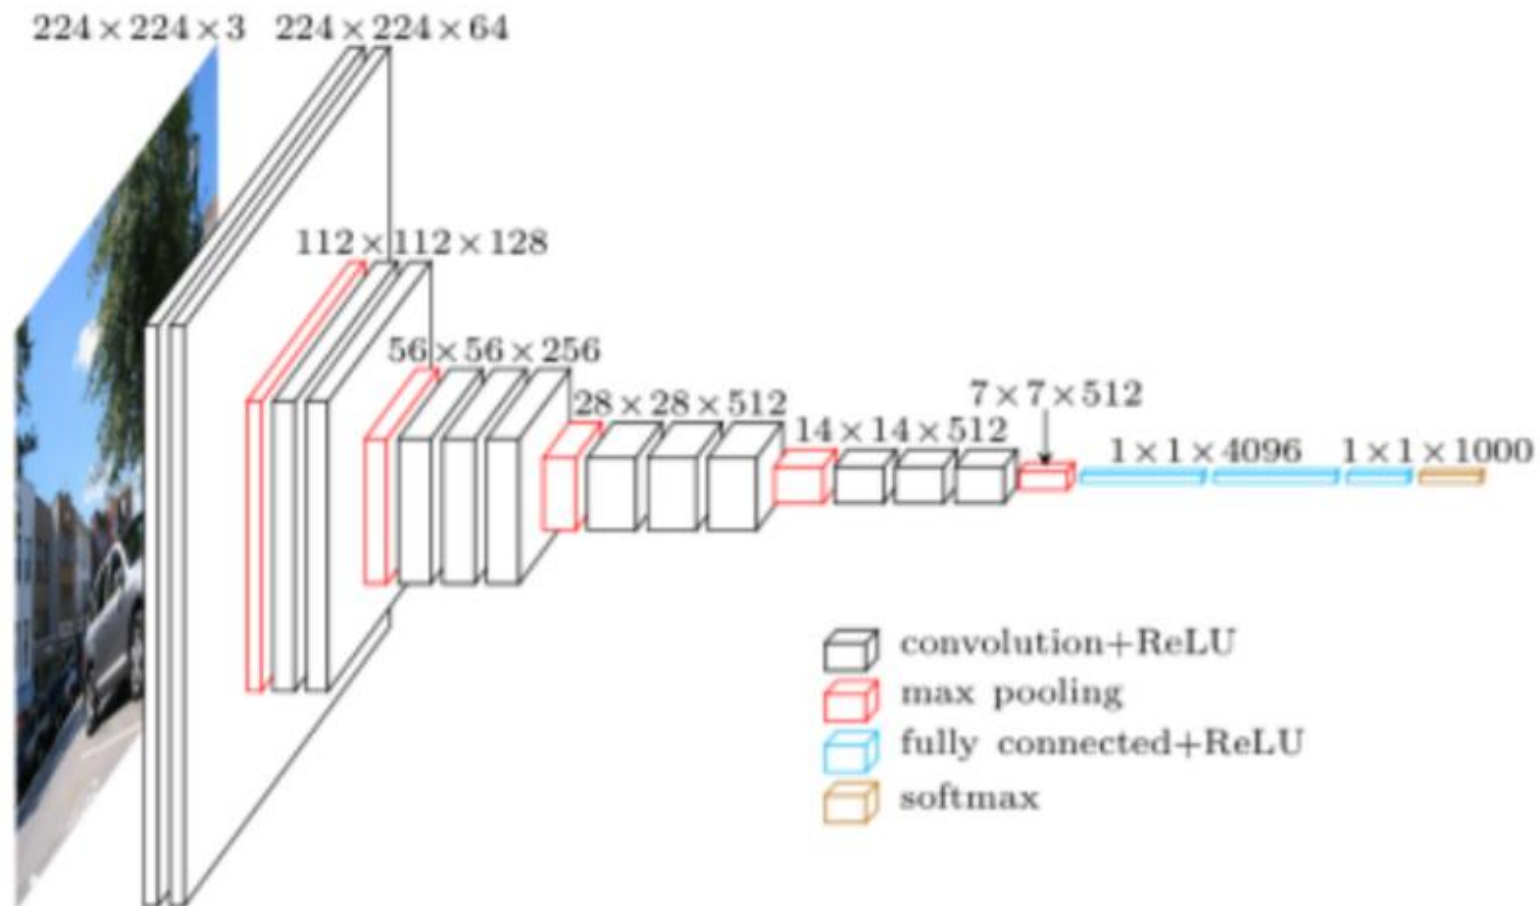 224×224×3
224×224×64
112×112×128
56×56×256
28×28×512
14×14×512
7×7×512
1×1×4096
1×1×1000
convolution+ReLU
max pooling
fully connected+ReLU
softmax